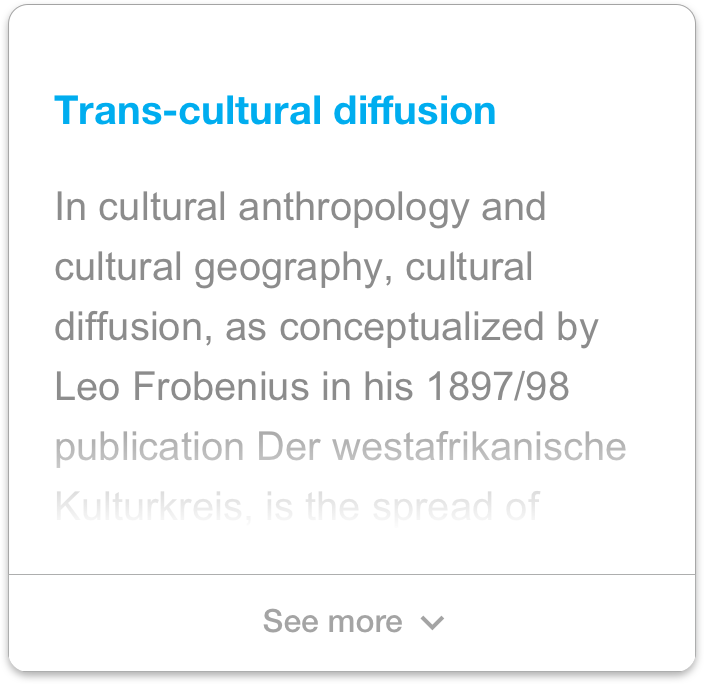 Trans-cultural diffusion
In cultural anthropology and
cultural geography, cultural
diffusion, as conceptualized by
Leo Frobenius in his 1897/98
publication Der westafrikanische
Kulturkreis, is the spread of
See more